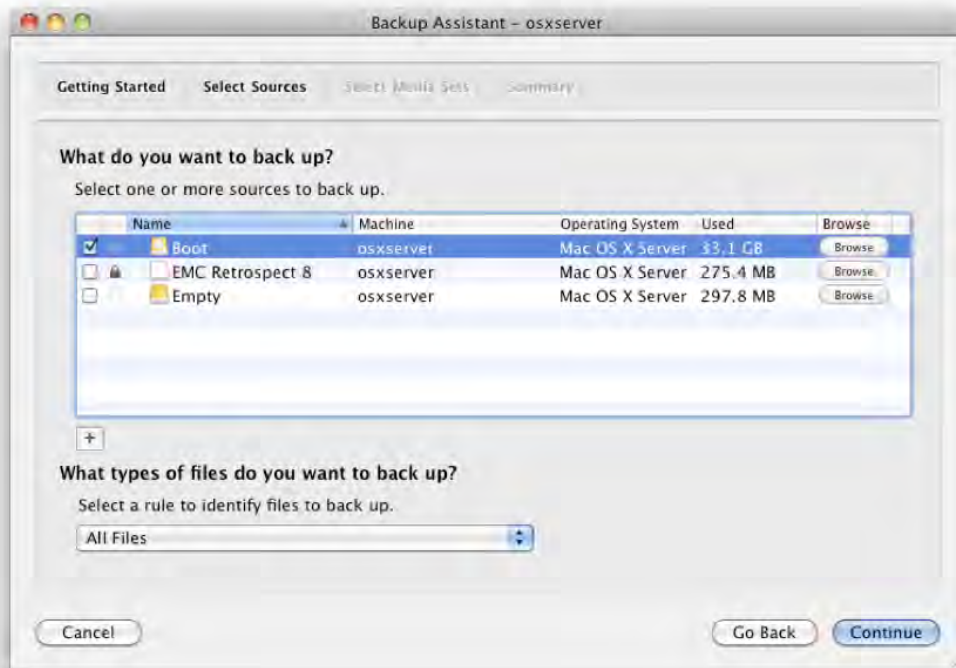 Backup Assistant – osxserver
Getting Started Select Sources Select Media Sets Summary
What do you want to back up?
Select one or more sources to back up.
Name Machine Operating System Used Browse
Boot osxserver Mac OS X Server 33.1 GB Browse
EMC Retrospect 8 osxserver Mac OS X Server 275.4 MB Browse
Empty osxserver Mac OS X Server 297.8 MB Browse
+
What types of files do you want to back up?
Select a rule to identify files to back up.
All Files
Cancel Go Back Continue